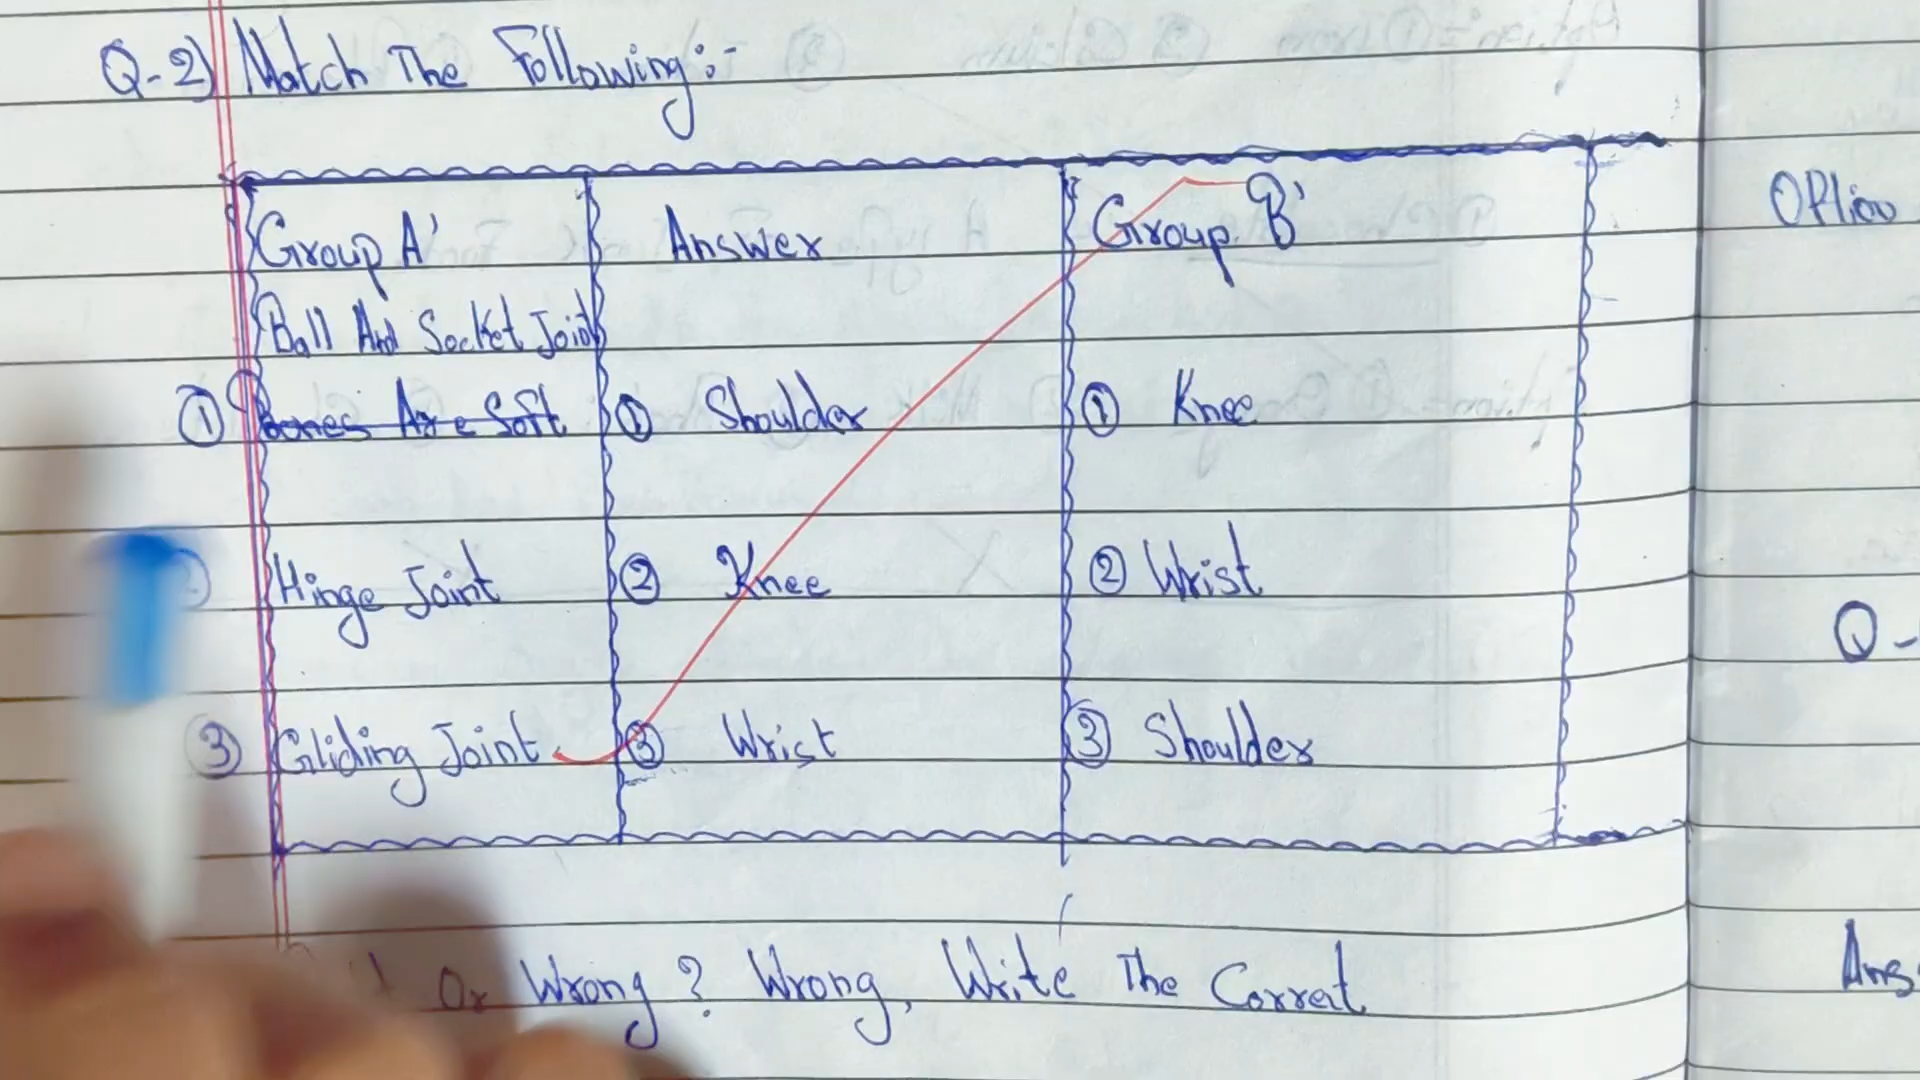 Q-2) Match The Following:-
Group A' Answer Group B'
Ball And Socket Joint
① Bones Are Soft ① Shoulder ① Knee
② Hinge Joint ② Knee ② Wrist
③ Gliding Joint ③ Wrist ③ Shoulder
Or Wrong? Wrong, Write The Correct
Option
Q-
Ans